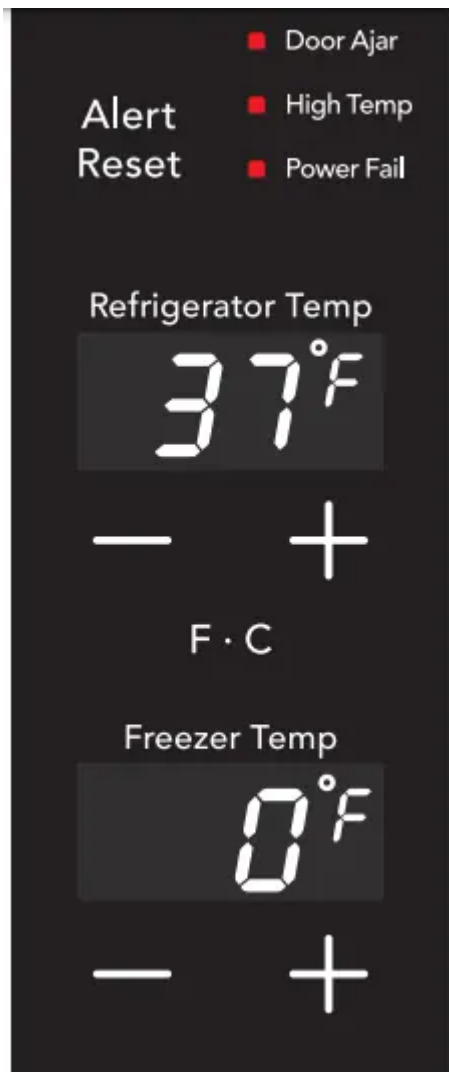 Door Ajar
Alert
Reset
High Temp
Power Fail
Refrigerator Temp
37°F
− +
F · C
Freezer Temp
0°F
− +